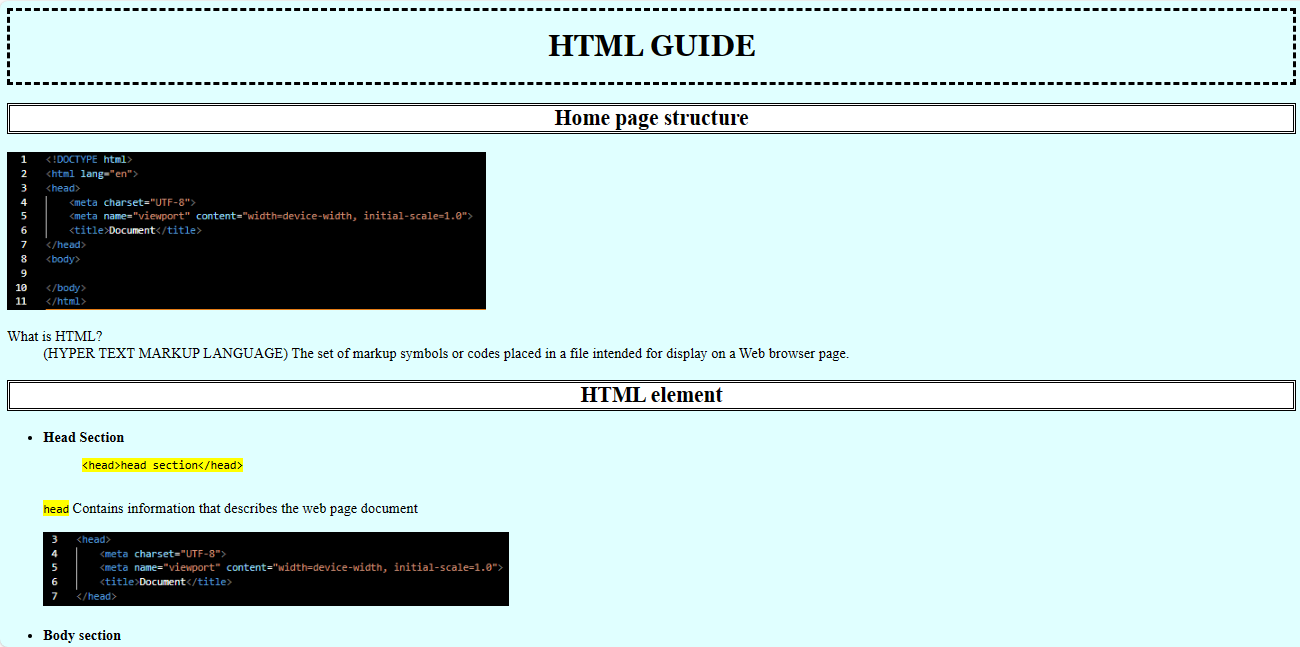 HTML GUIDE
Home page structure
1 <!DOCTYPE html>
2 <html lang="en">
3 <head>
4 <meta charset="UTF-8">
5 <meta name="viewport" content="width=device-width, initial-scale=1.0">
6 <title>Document</title>
7 </head>
8 <body>
9
10 </body>
11 </html>
What is HTML?
(HYPER TEXT MARKUP LANGUAGE) The set of markup symbols or codes placed in a file intended for display on a Web browser page.
HTML element
• Head Section
<head>head section</head>
head Contains information that describes the web page document
3 <head>
4 <meta charset="UTF-8">
5 <meta name="viewport" content="width=device-width, initial-scale=1.0">
6 <title>Document</title>
7 </head>
• Body section